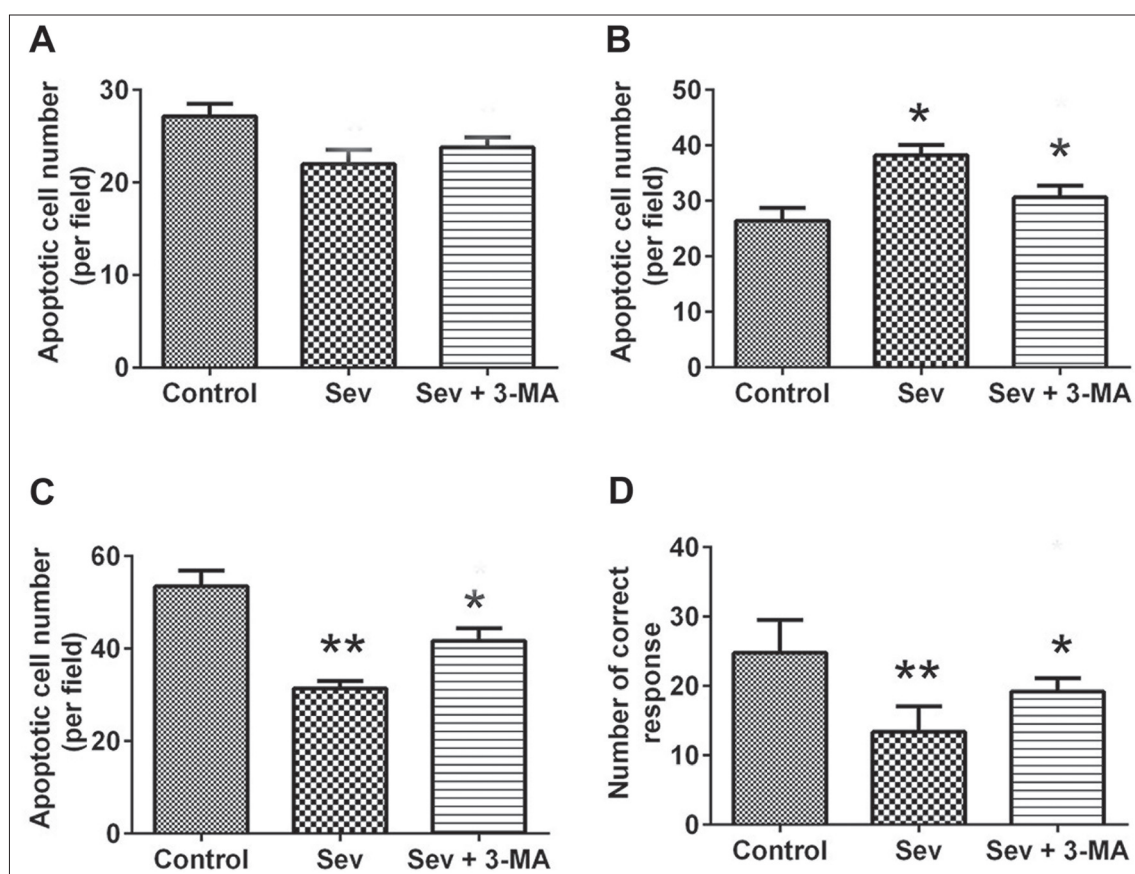 A
Apoptotic cell number
(per field)
30
20
10
0
Control
Sev
Sev + 3-MA
B
Apoptotic cell number
(per field)
50
40
30
20
10
0
*
*
Control
Sev
Sev + 3-MA
C
Apoptotic cell number
(per field)
60
40
20
0
**
*
Control
Sev
Sev + 3-MA
D
Number of correct
response
40
30
20
10
0
**
*
Control
Sev
Sev + 3-MA